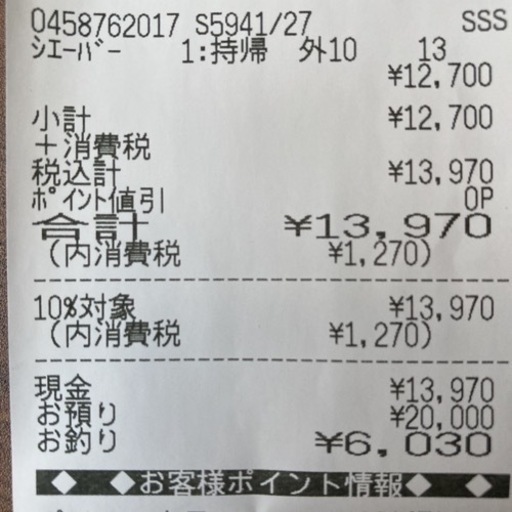 0458762017 S5941/27 SSS
シエーバー 1:持帰 外10 13
¥12,700
小計 ¥12,700
+消費税
税込計 ¥13,970
ポイント値引 0P
合計 ¥13,970
(内消費税 ¥1,270)
10%対象 ¥13,970
(内消費税 ¥1,270)
現金 ¥13,970
お預り ¥20,000
お釣り ¥6,030
◆ ◆お客様ポイント情報◆ ◆